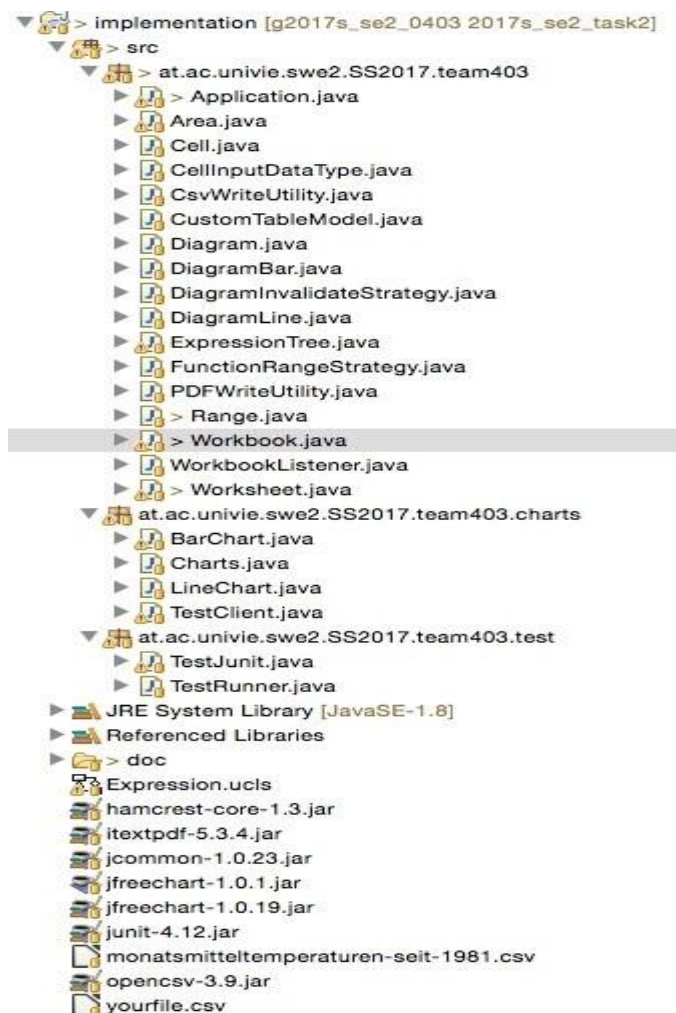 > implementation [g2017s_se2_0403 2017s_se2_task2]
> src
> at.ac.univie.swe2.SS2017.team403
> Application.java
Area.java
Cell.java
CellInputDataType.java
CsvWriteUtility.java
CustomTableModel.java
Diagram.java
DiagramBar.java
DiagramInvalidateStrategy.java
DiagramLine.java
ExpressionTree.java
FunctionRangeStrategy.java
PDFWriteUtility.java
> Range.java
> Workbook.java
WorkbookListener.java
> Worksheet.java
at.ac.univie.swe2.SS2017.team403.charts
BarChart.java
Charts.java
LineChart.java
TestClient.java
at.ac.univie.swe2.SS2017.team403.test
TestJunit.java
TestRunner.java
JRE System Library [JavaSE-1.8]
Referenced Libraries
> doc
Expression.ucls
hamcrest-core-1.3.jar
itextpdf-5.3.4.jar
jcommon-1.0.23.jar
jfreechart-1.0.1.jar
jfreechart-1.0.19.jar
junit-4.12.jar
monatsmitteltemperaturen-seit-1981.csv
opencsv-3.9.jar
yourfile.csv